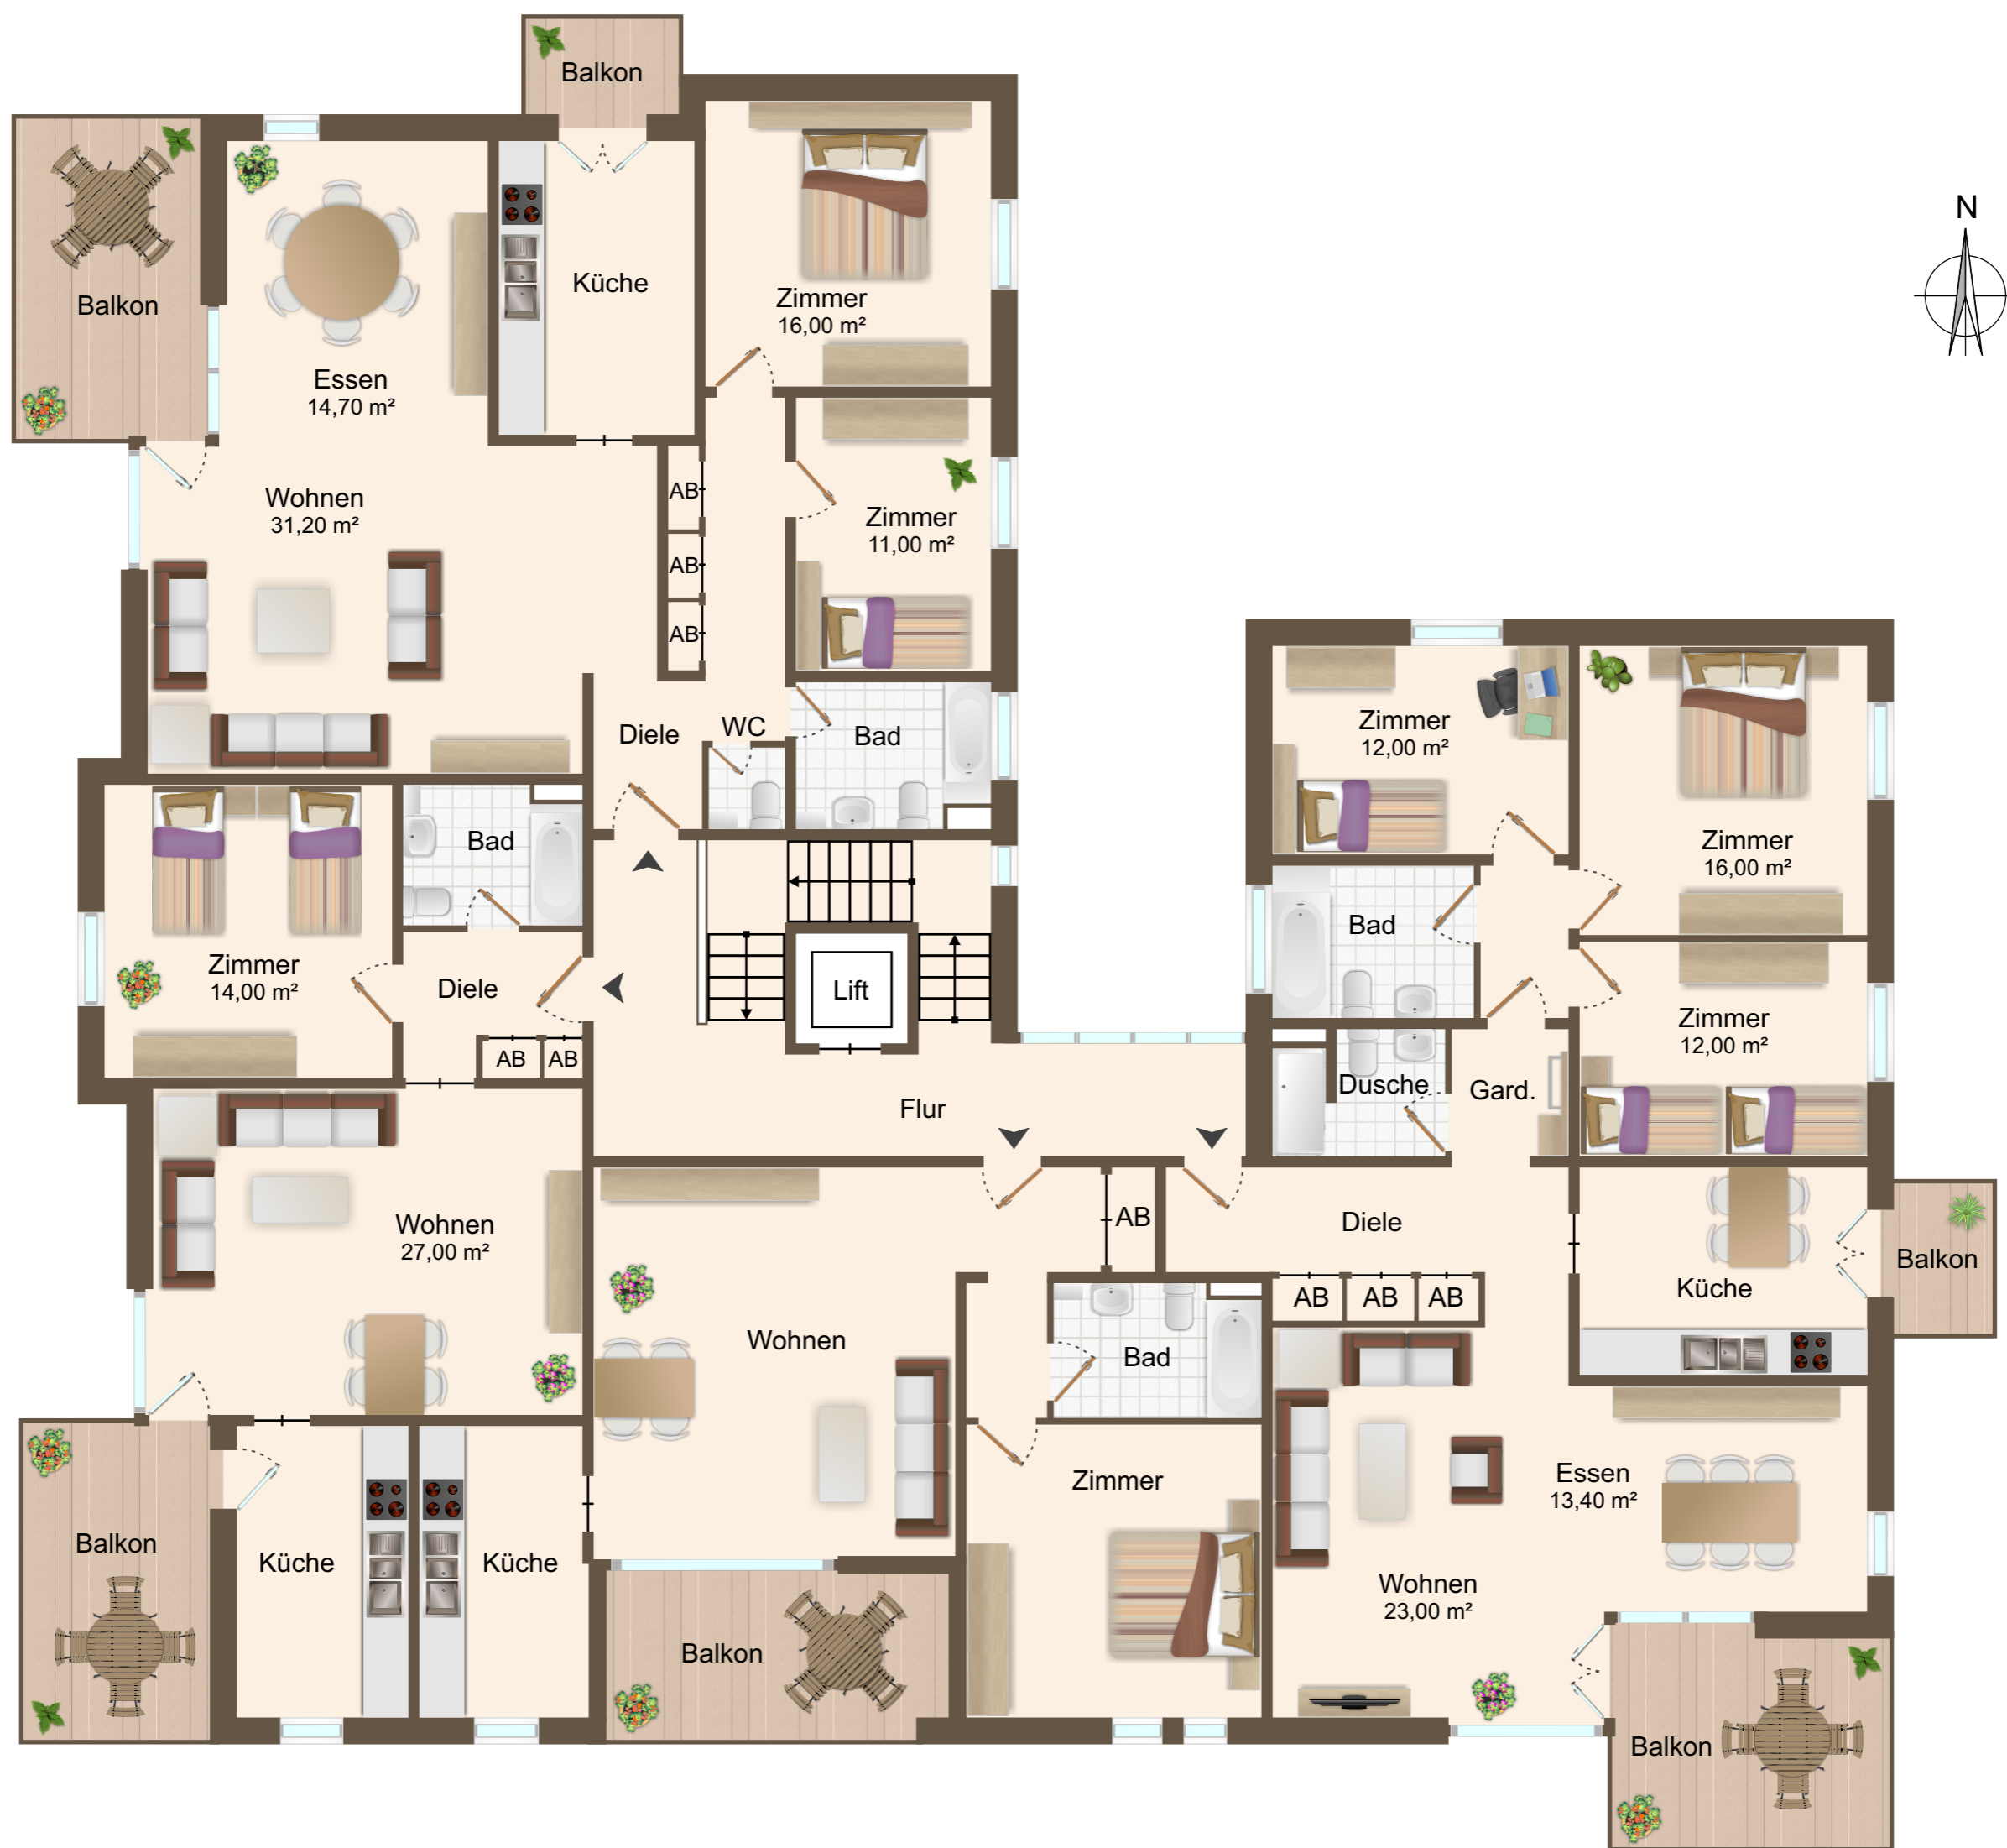 Balkon
N
Balkon
Küche
Zimmer
16,00 m²
Essen
14,70 m²
Wohnen
31,20 m²
AB
AB
AB
Zimmer
11,00 m²
Diele
WC
Bad
Zimmer
12,00 m²
Zimmer
16,00 m²
Bad
Zimmer
14,00 m²
Diele
AB
AB
Lift
Bad
Zimmer
12,00 m²
Dusche
Gard.
Flur
Wohnen
27,00 m²
AB
Diele
Balkon
Küche
AB
AB
AB
Wohnen
Bad
Zimmer
Essen
13,40 m²
Balkon
Küche
Küche
Wohnen
23,00 m²
Balkon
Balkon